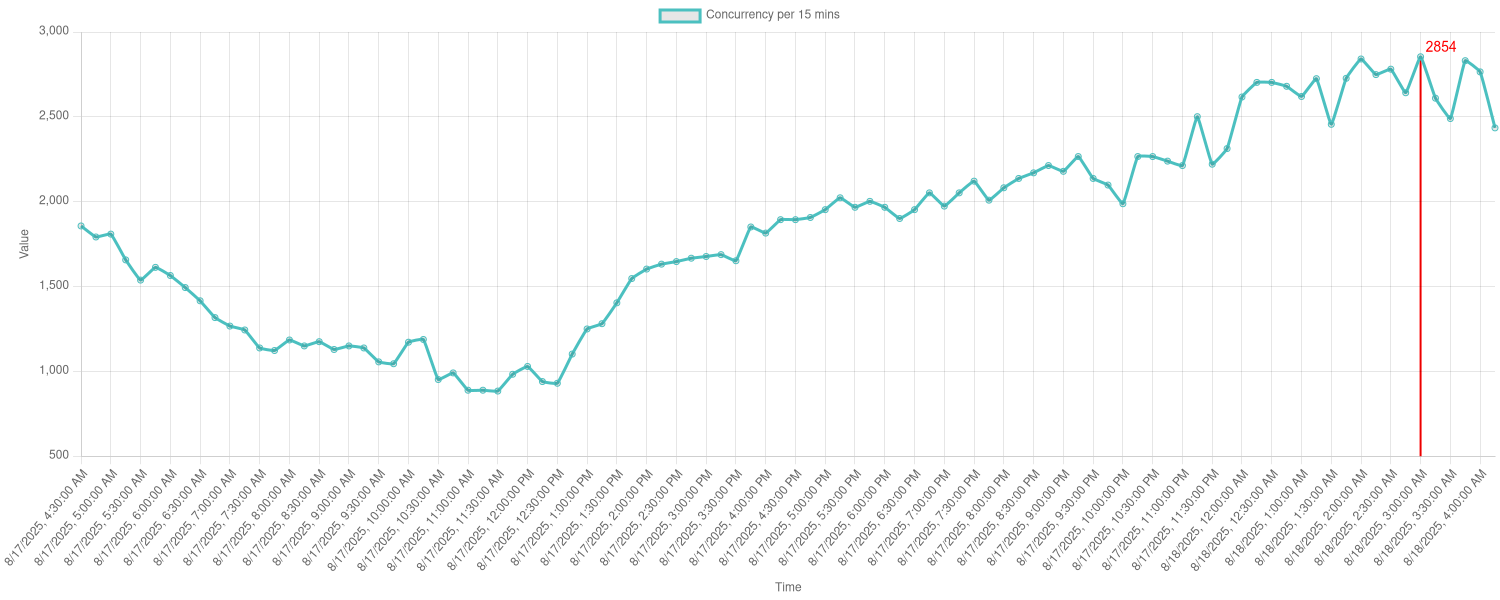 Concurrency per 15 mins
3,000
2854
2,500
2,000
Value
1,500
1,000
500
8/17/2025, 4:30:00 AM
8/17/2025, 5:00:00 AM
8/17/2025, 5:30:00 AM
8/17/2025, 6:00:00 AM
8/17/2025, 6:30:00 AM
8/17/2025, 7:00:00 AM
8/17/2025, 7:30:00 AM
8/17/2025, 8:00:00 AM
8/17/2025, 8:30:00 AM
8/17/2025, 9:00:00 AM
8/17/2025, 9:30:00 AM
8/17/2025, 10:00:00 AM
8/17/2025, 10:30:00 AM
8/17/2025, 11:00:00 AM
8/17/2025, 11:30:00 AM
8/17/2025, 12:00:00 PM
8/17/2025, 12:30:00 PM
8/17/2025, 1:00:00 PM
8/17/2025, 1:30:00 PM
8/17/2025, 2:00:00 PM
8/17/2025, 2:30:00 PM
8/17/2025, 3:00:00 PM
8/17/2025, 3:30:00 PM
8/17/2025, 4:00:00 PM
8/17/2025, 4:30:00 PM
8/17/2025, 5:00:00 PM
8/17/2025, 5:30:00 PM
8/17/2025, 6:00:00 PM
8/17/2025, 6:30:00 PM
8/17/2025, 7:00:00 PM
8/17/2025, 7:30:00 PM
8/17/2025, 8:00:00 PM
8/17/2025, 8:30:00 PM
8/17/2025, 9:00:00 PM
8/17/2025, 9:30:00 PM
8/17/2025, 10:00:00 PM
8/17/2025, 10:30:00 PM
8/17/2025, 11:00:00 PM
8/17/2025, 11:30:00 PM
8/18/2025, 12:00:00 AM
8/18/2025, 12:30:00 AM
8/18/2025, 1:00:00 AM
8/18/2025, 1:30:00 AM
8/18/2025, 2:00:00 AM
8/18/2025, 2:30:00 AM
8/18/2025, 3:00:00 AM
8/18/2025, 3:30:00 AM
8/18/2025, 4:00:00 AM
Time